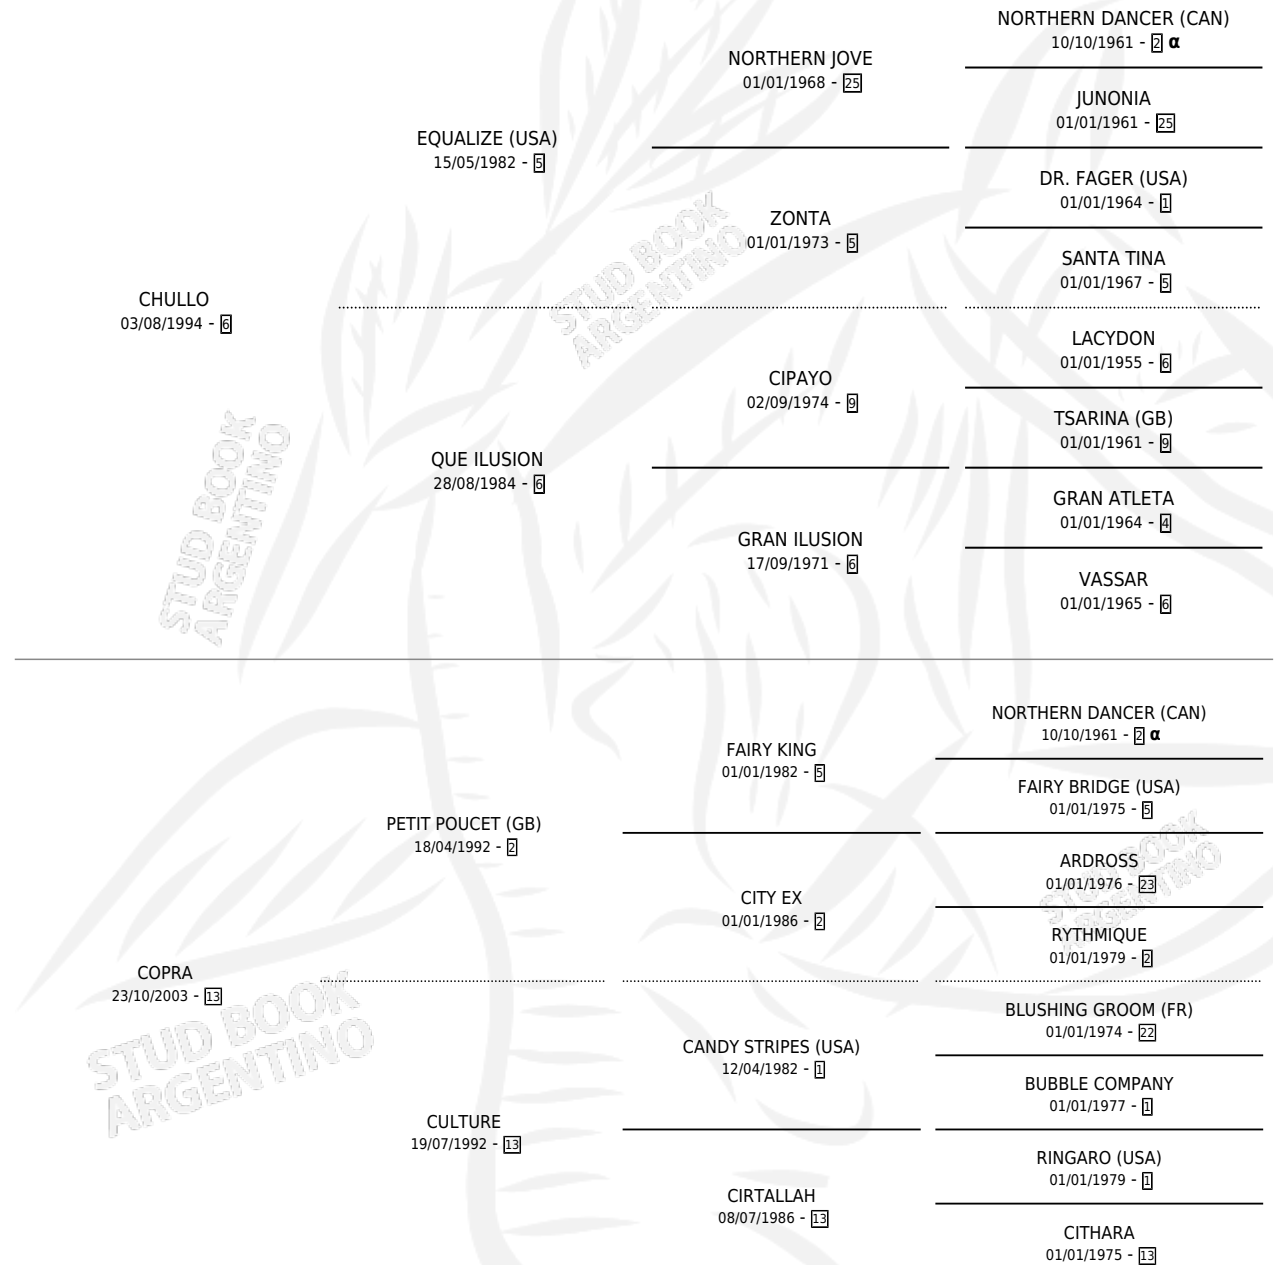 NORTHERN DANCER (CAN)
10/10/1961 - 2 α
NORTHERN JOVE
01/01/1968 - 25
JUNONIA
01/01/1961 - 25
EQUALIZE (USA)
15/05/1982 - 5
DR. FAGER (USA)
01/01/1964 - 1
ZONTA
01/01/1973 - 5
SANTA TINA
01/01/1967 - 5
CHULLO
03/08/1994 - 6
LACYDON
01/01/1955 - 6
CIPAYO
02/09/1974 - 9
TSARINA (GB)
01/01/1961 - 9
QUE ILUSION
28/08/1984 - 6
GRAN ATLETA
01/01/1964 - 4
GRAN ILUSION
17/09/1971 - 6
VASSAR
01/01/1965 - 6
NORTHERN DANCER (CAN)
10/10/1961 - 2 α
FAIRY KING
01/01/1982 - 5
FAIRY BRIDGE (USA)
01/01/1975 - 5
PETIT POUCET (GB)
18/04/1992 - 2
ARDROSS
01/01/1976 - 23
CITY EX
01/01/1986 - 2
RYTHMIQUE
01/01/1979 - 2
COPRA
23/10/2003 - 13
BLUSHING GROOM (FR)
01/01/1974 - 22
CANDY STRIPES (USA)
12/04/1982 - 1
BUBBLE COMPANY
01/01/1977 - 1
CULTURE
19/07/1992 - 13
RINGARO (USA)
01/01/1979 - 1
CIRTALLAH
08/07/1986 - 13
CITHARA
01/01/1975 - 13
STUD BOOK
ARGENTINO
STUD BOOK
ARGENTINO
STUD BOOK
ARGENTINO
STUD BOOK
ARGENTINO